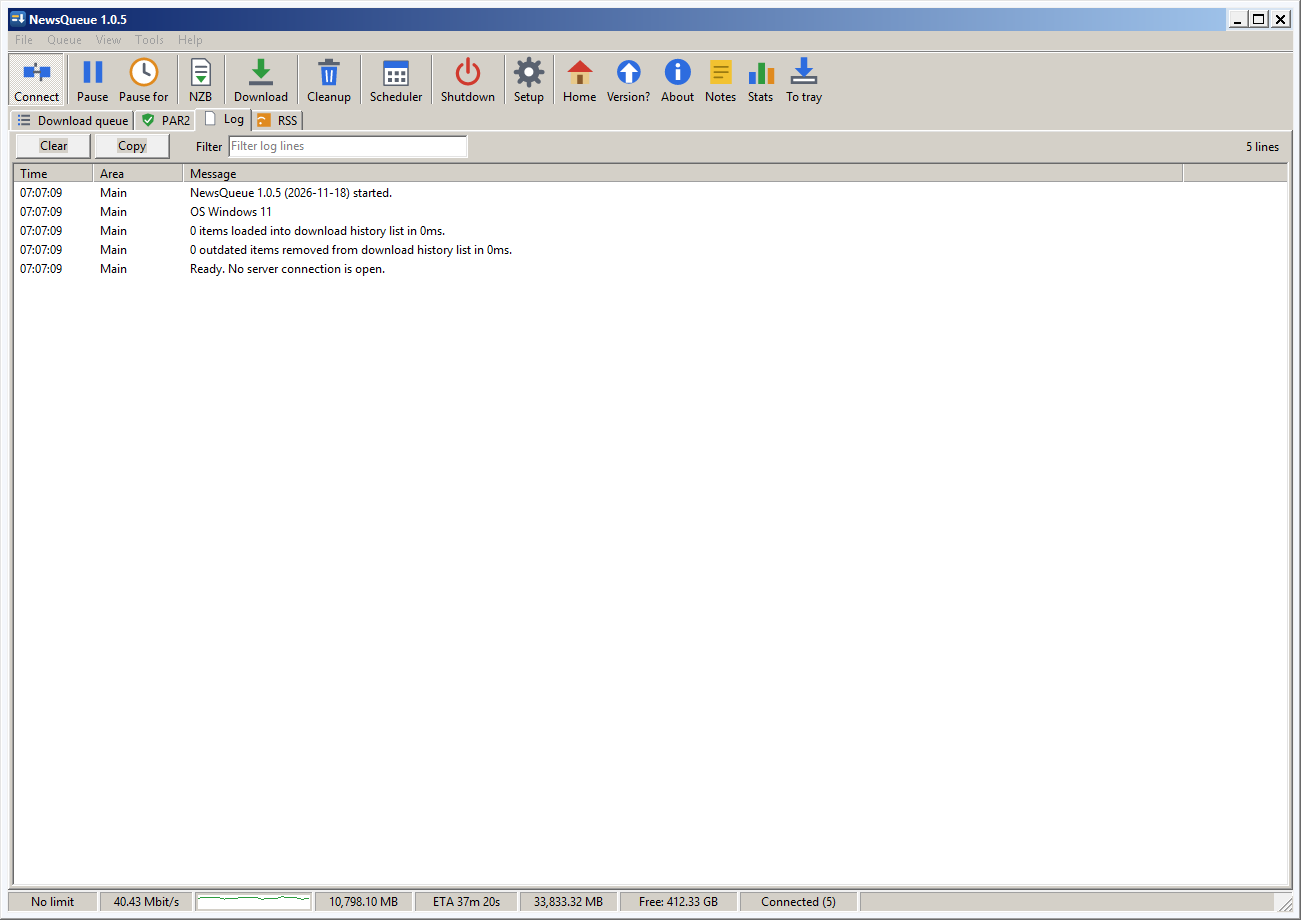 NewsQueue 1.0.5
File Queue View Tools Help
Connect Pause Pause for NZB Download Cleanup Scheduler Shutdown Setup Home Version? About Notes Stats To tray
Download queue PAR2 Log RSS
Clear Copy Filter Filter log lines 5 lines
Time Area Message
07:07:09 Main NewsQueue 1.0.5 (2026-11-18) started.
07:07:09 Main OS Windows 11
07:07:09 Main 0 items loaded into download history list in 0ms.
07:07:09 Main 0 outdated items removed from download history list in 0ms.
07:07:09 Main Ready. No server connection is open.
No limit 40.43 Mbit/s 10,798.10 MB ETA 37m 20s 33,833.32 MB Free: 412.33 GB Connected (5)